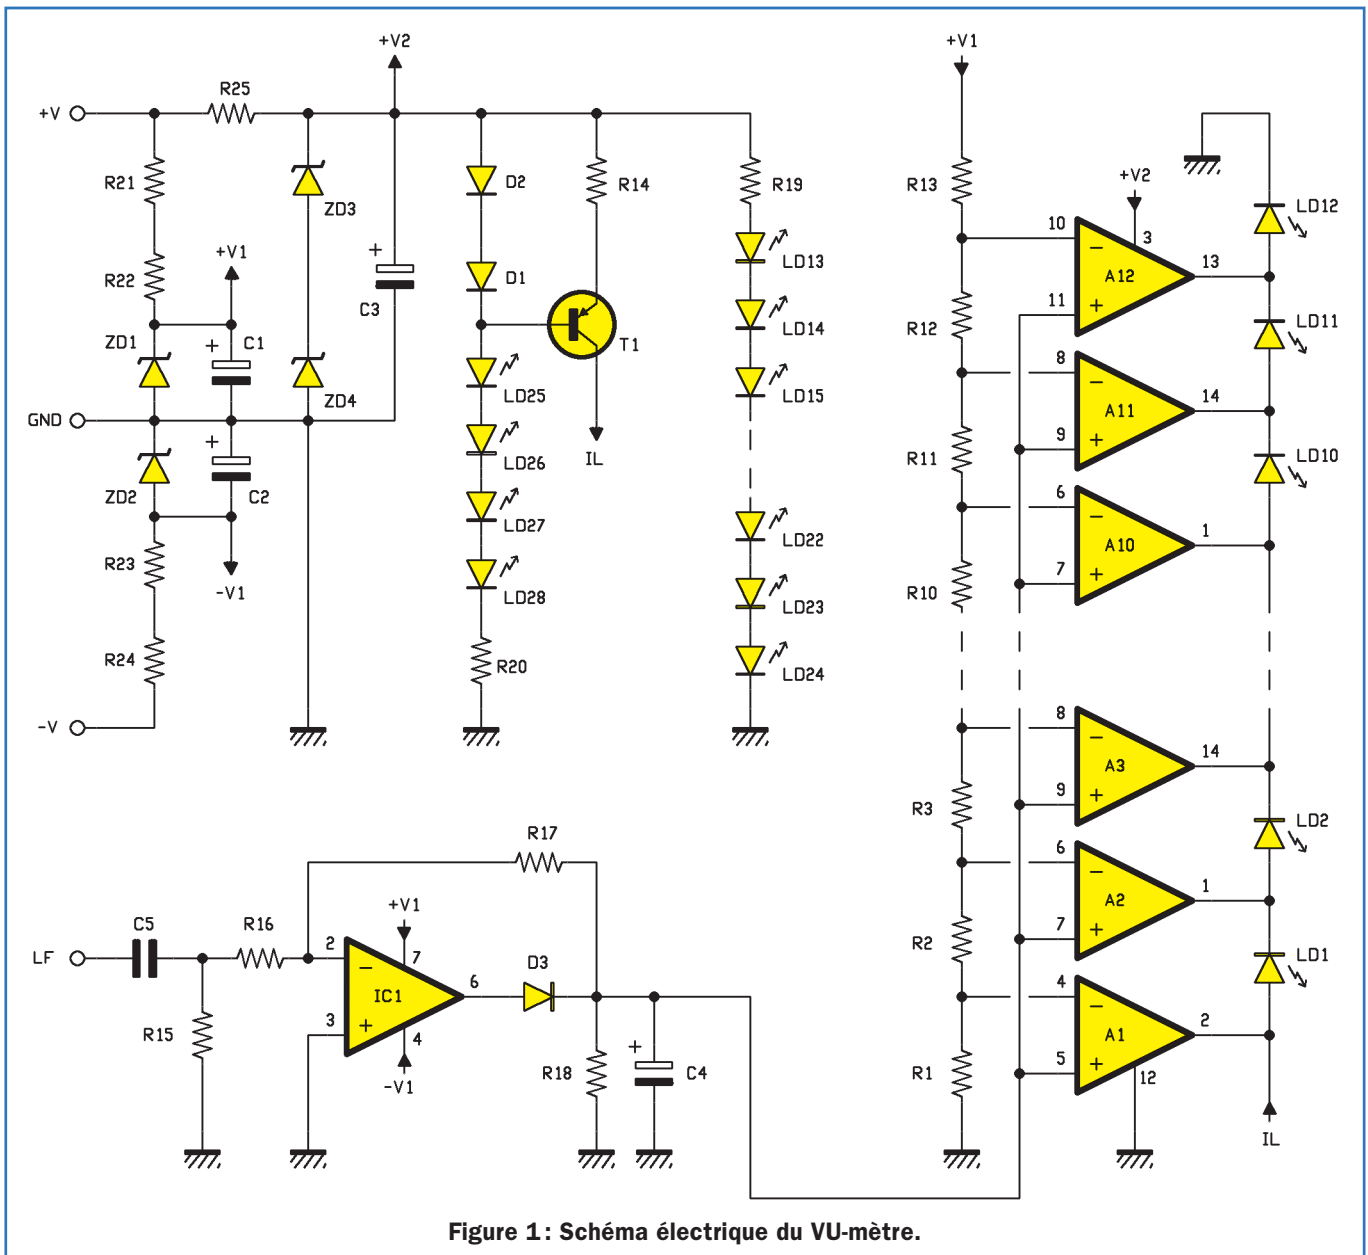 +V2
+V1
R25
+V
R21
ZD3
D2
R14
R19
R13
+V2
LD12
10
3
A12
13
11
LD13
+V1
R22
D1
C3
LD14
R12
LD11
ZD1
C1
T1
8
A11
14
9
LD25
LD15
ZD4
GND
LD26
IL
R11
LD10
ZD2
C2
6
A10
1
7
LD27
LD22
R23
-V1
LD28
LD23
R10
R24
R20
LD24
-V
8
A3
14
9
R3
LD2
R17
6
A2
1
7
C5
R16
+V1
LF
2
7
IC1
6
D3
3
4
-V1
R15
R18
C4
R2
LD1
4
A1
2
5
12
R1
IL
Figure 1: Schéma électrique du VU-mètre.